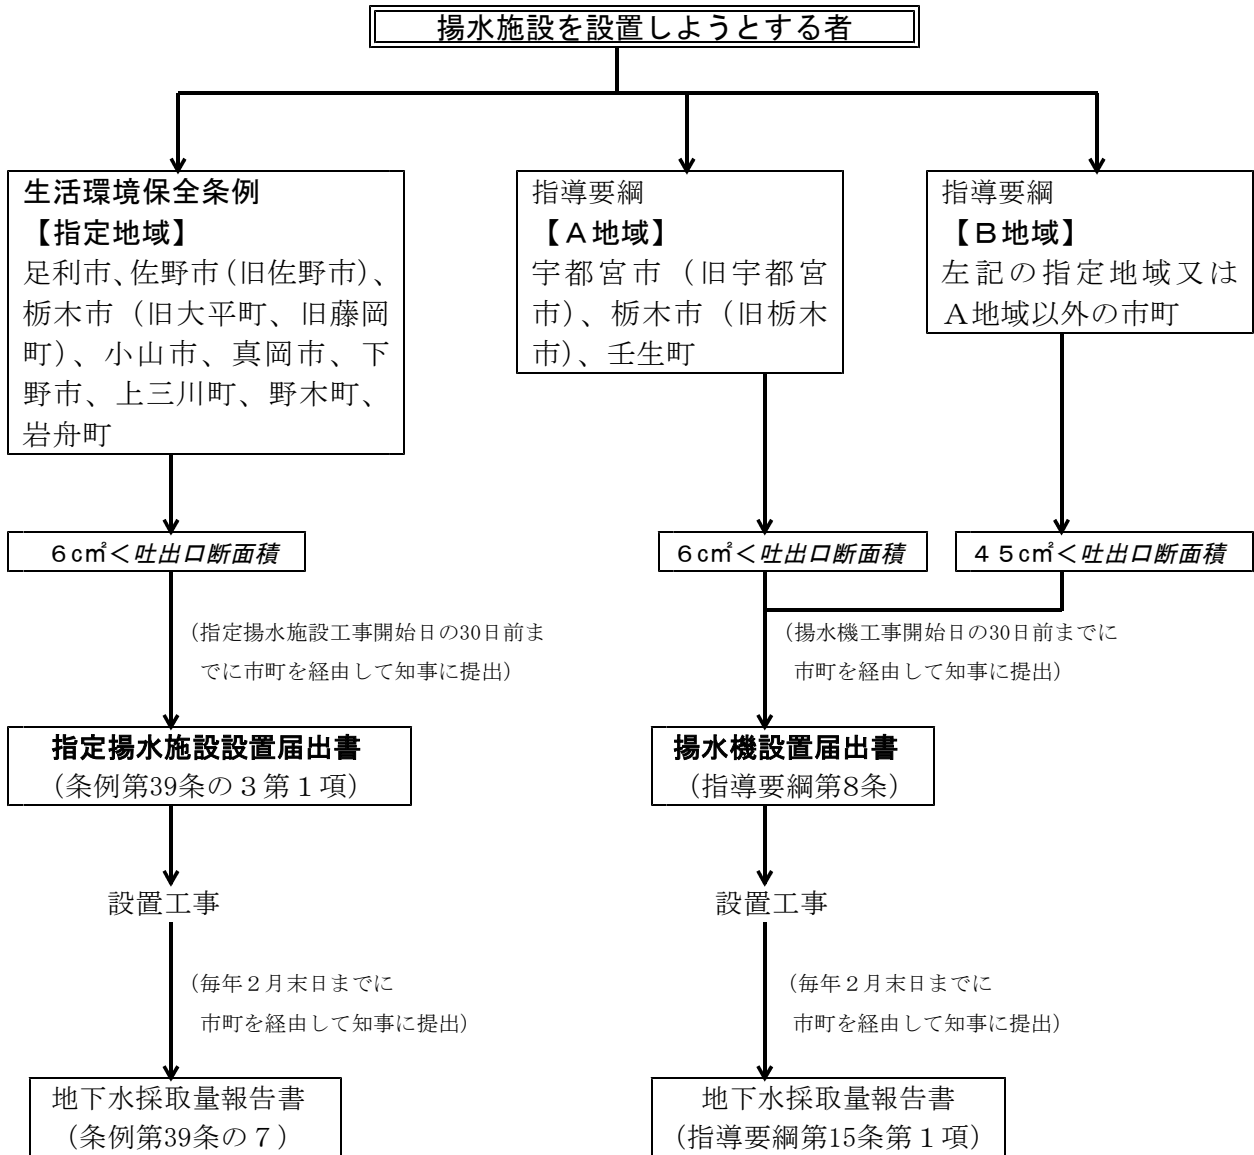 揚水施設を設置しようとする者
生活環境保全条例
【指定地域】
足利市、佐野市（旧佐野市）、
栃木市（旧大平町、旧藤岡
町）、小山市、真岡市、下
野市、上三川町、野木町、
岩舟町
指導要綱
【Ａ地域】
宇都宮市（旧宇都宮
市）、栃木市（旧栃木
市）、壬生町
指導要綱
【Ｂ地域】
左記の指定地域又は
Ａ地域以外の市町
６c㎡＜吐出口断面積
６c㎡＜吐出口断面積
４５c㎡＜吐出口断面積
（指定揚水施設工事開始日の30日前ま
でに市町を経由して知事に提出）
（揚水機工事開始日の30日前までに
市町を経由して知事に提出）
指定揚水施設設置届出書
（条例第39条の３第１項）
揚水機設置届出書
（指導要綱第8条）
設置工事
設置工事
（毎年２月末日までに
市町を経由して知事に提出）
（毎年２月末日までに
市町を経由して知事に提出）
地下水採取量報告書
（条例第39条の７）
地下水採取量報告書
（指導要綱第15条第１項）